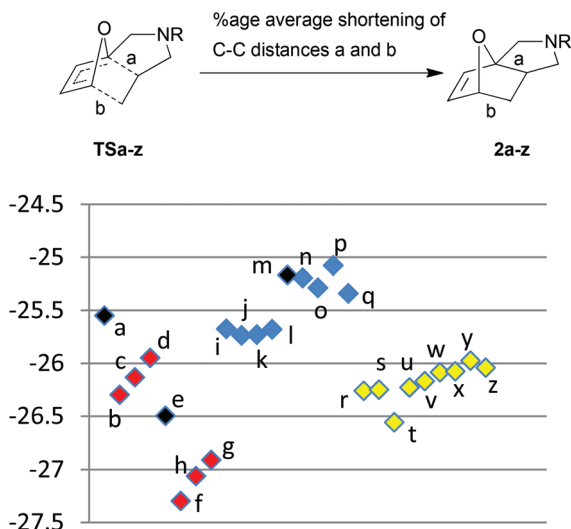 %age average shortening of
C-C distances a and b
O
NR
a
b
TSa-z
O
NR
a
b
2a-z
-24.5
-25
-25.5
-26
-26.5
-27
-27.5
a
b
c
d
e
f
h
g
i
j
k
l
m
n
o
p
q
r
s
t
u
v
w
x
y
z